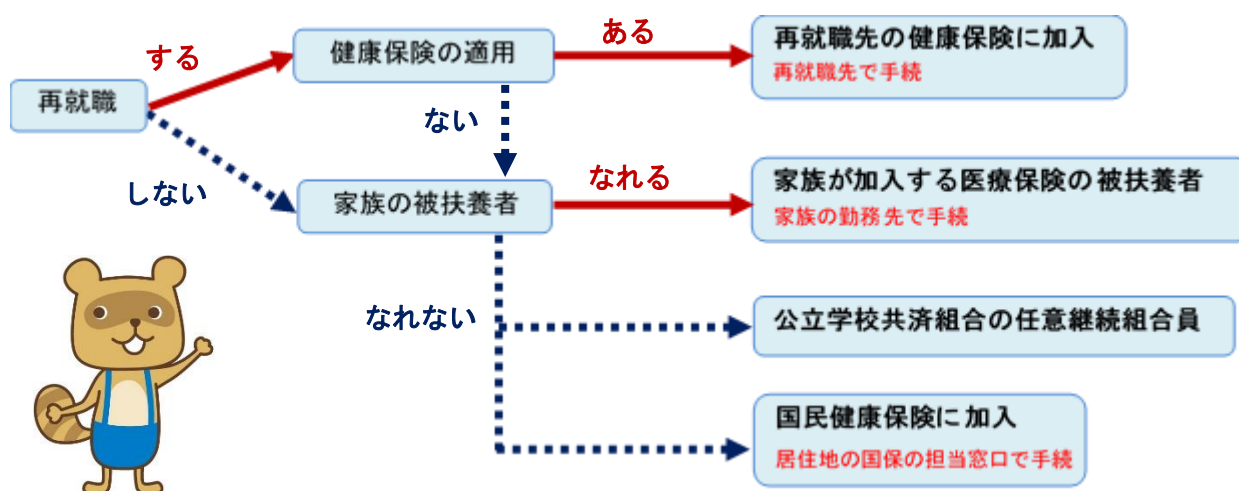 再就職
する
しない
健康保険の適用
ある
ない
再就職先の健康保険に加入
再就職先で手続
家族の被扶養者
なれる
なれない
家族が加入する医療保険の被扶養者
家族の勤務先で手続
公立学校共済組合の任意継続組合員
国民健康保険に加入
居住地の国保の担当窓口で手続